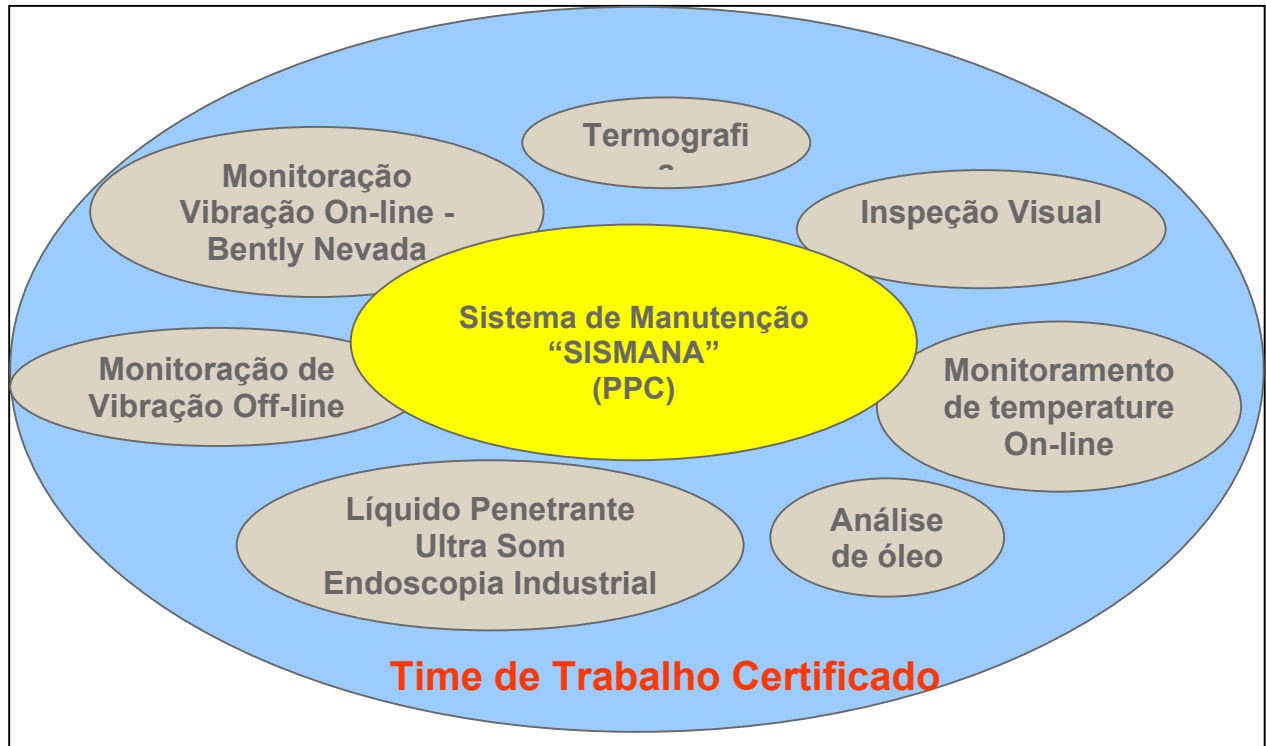 Termografi
Monitoração
Vibração On-line -
Bently Nevada
Inspeção Visual
Sistema de Manutenção
“SISMANA”
(PPC)
Monitoração de
Vibração Off-line
Monitoramento
de temperature
On-line
Líquido Penetrante
Ultra Som
Endoscopia Industrial
Análise
de óleo
Time de Trabalho Certificado